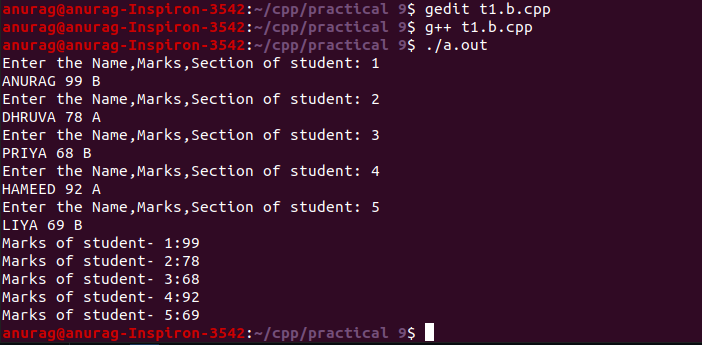 anurag@anurag-Inspiron-3542:~/cpp/practical 9$ gedit t1.b.cpp
anurag@anurag-Inspiron-3542:~/cpp/practical 9$ g++ t1.b.cpp
anurag@anurag-Inspiron-3542:~/cpp/practical 9$ ./a.out
Enter the Name,Marks,Section of student: 1
ANURAG 99 B
Enter the Name,Marks,Section of student: 2
DHRUVA 78 A
Enter the Name,Marks,Section of student: 3
PRIYA 68 B
Enter the Name,Marks,Section of student: 4
HAMEED 92 A
Enter the Name,Marks,Section of student: 5
LIYA 69 B
Marks of student- 1:99
Marks of student- 2:78
Marks of student- 3:68
Marks of student- 4:92
Marks of student- 5:69
anurag@anurag-Inspiron-3542:~/cpp/practical 9$